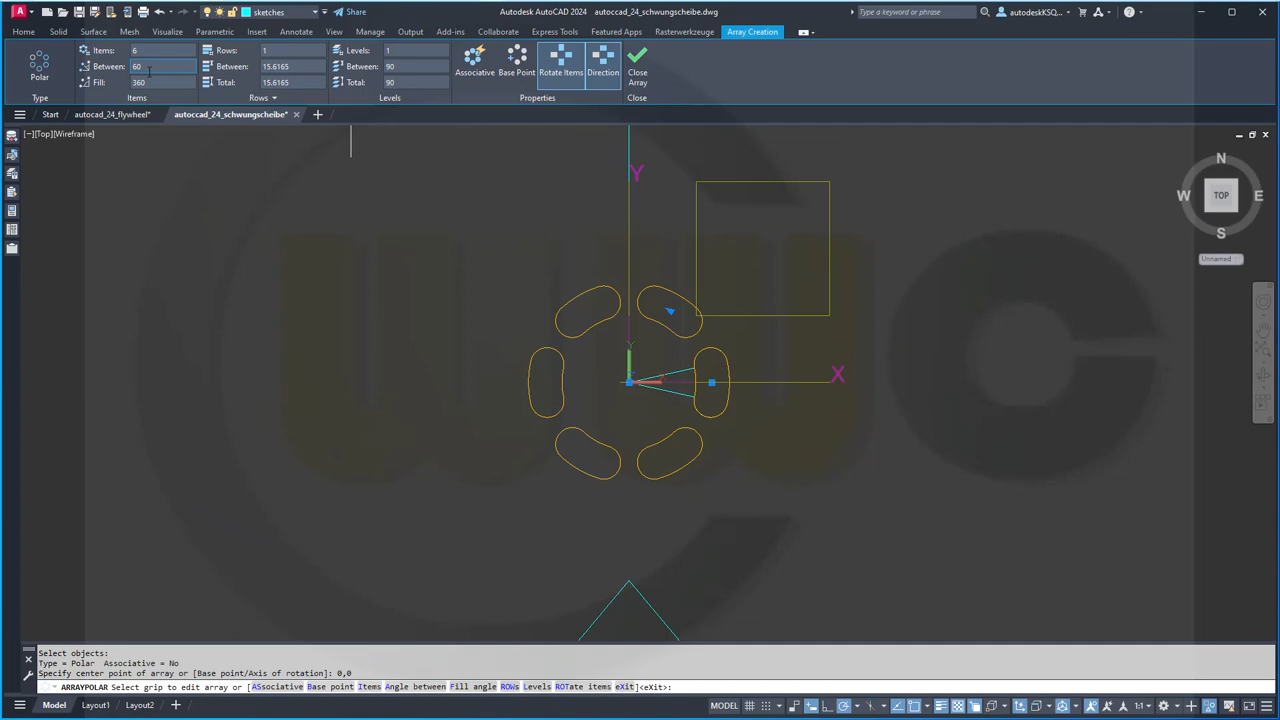 sketches
Share
Autodesk AutoCAD 2024 autoccad_24_schwungscheibe.dwg
Type a keyword or phrase
autodeskKSQ...
Home Solid Surface Mesh Visualize Parametric Insert Annotate View Manage Output Add-ins Collaborate Express Tools Featured Apps Rasterwerkzeuge Array Creation
Polar
Type
Items: 6
Between: 60
Fill: 360
Items
Rows: 1
Between: 15.6165
Total: 15.6165
Rows
Levels: 1
Between: 90
Total: 90
Levels
Associative Base Point Rotate Items Direction
Properties
Close
Array
Close
Start autocad_24_flywheel* autoccad_24_schwungscheibe*
[−][Top][Wireframe]
N
W TOP E
S
Unnamed
Y
Y
X
Select objects:
Type = Polar Associative = No
Specify center point of array or [Base point/Axis of rotation]: 0,0
ARRAYPOLAR Select grip to edit array or [ASsociative Base point Items Angle between Fill angle ROWs Levels ROTate items eXit]<eXit>:
Model Layout1 Layout2
MODEL
1:1